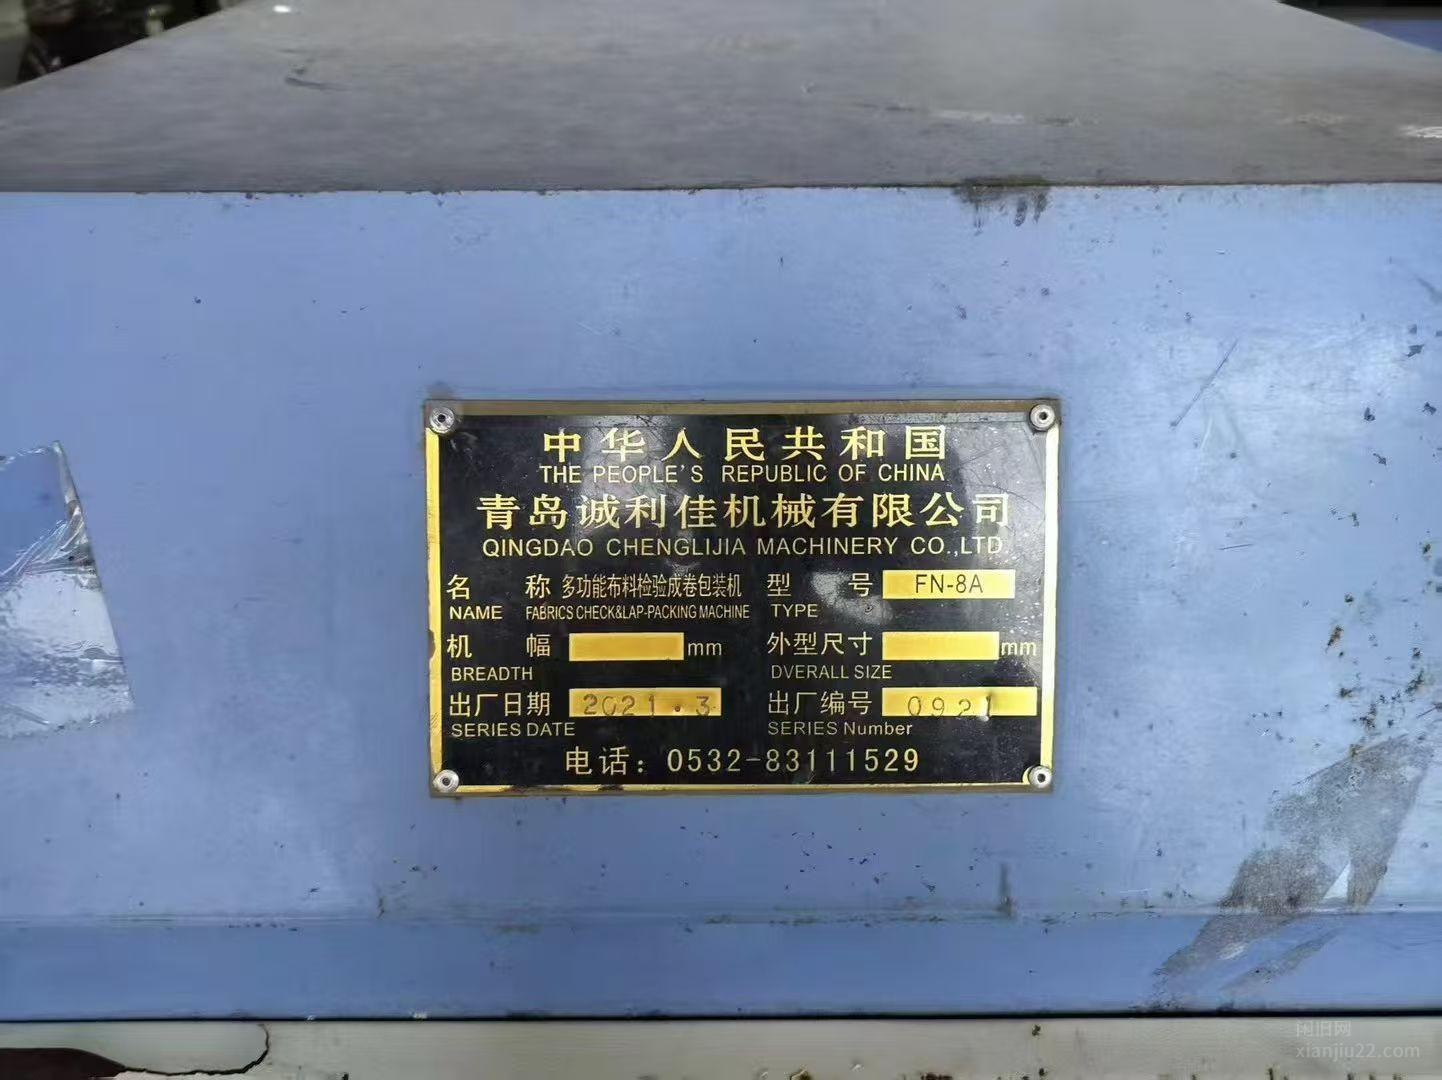 中华人民共和国
THE PEOPLE'S REPUBLIC OF CHINA
青岛诚利佳机械有限公司
QINGDAO CHENGLIJIA MACHINERY CO.,LTD.
名 称 多功能布料检验成卷包装机 型 号 FN-8A
NAME FABRICS CHECK&LAP-PACKING MACHINE TYPE
机 幅 mm 外型尺寸 mm
BREADTH DVERALL SIZE
出厂日期 2021.3 出厂编号 0921
SERIES DATE SERIES Number
电话：0532-83111529
闲旧网
xianjiu22.com